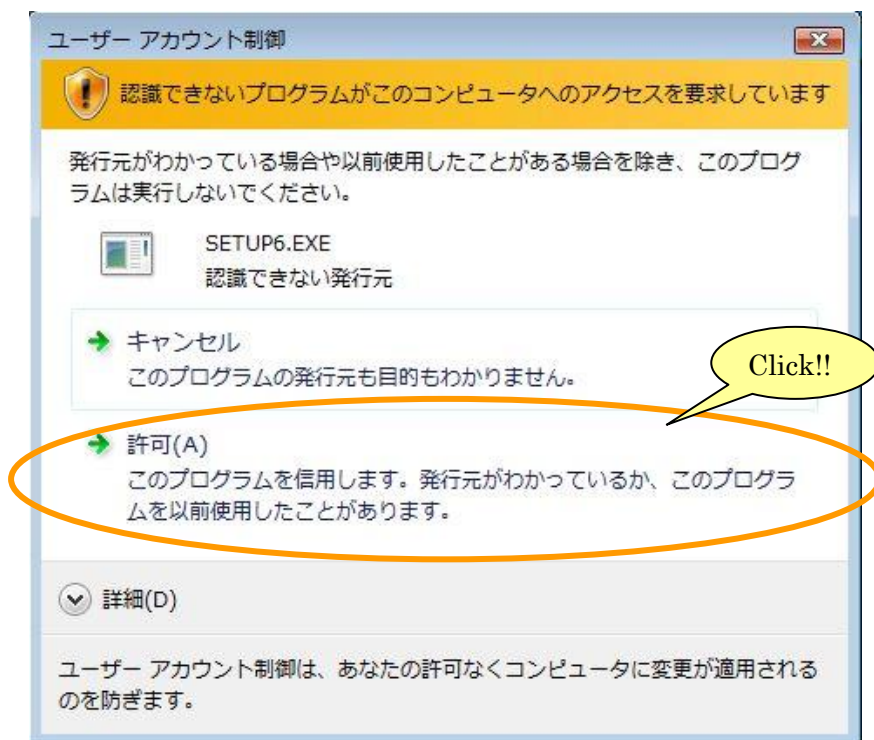 ユーザー アカウント制御
認識できないプログラムがこのコンピュータへのアクセスを要求しています
発行元がわかっている場合や以前使用したことがある場合を除き、このプログ
ラムは実行しないでください。
SETUP6.EXE
認識できない発行元
キャンセル
このプログラムの発行元も目的もわかりません。
Click!!
許可(A)
このプログラムを信用します。発行元がわかっているか、このプログラ
ムを以前使用したことがあります。
詳細(D)
ユーザー アカウント制御は、あなたの許可なくコンピュータに変更が適用される
のを防ぎます。